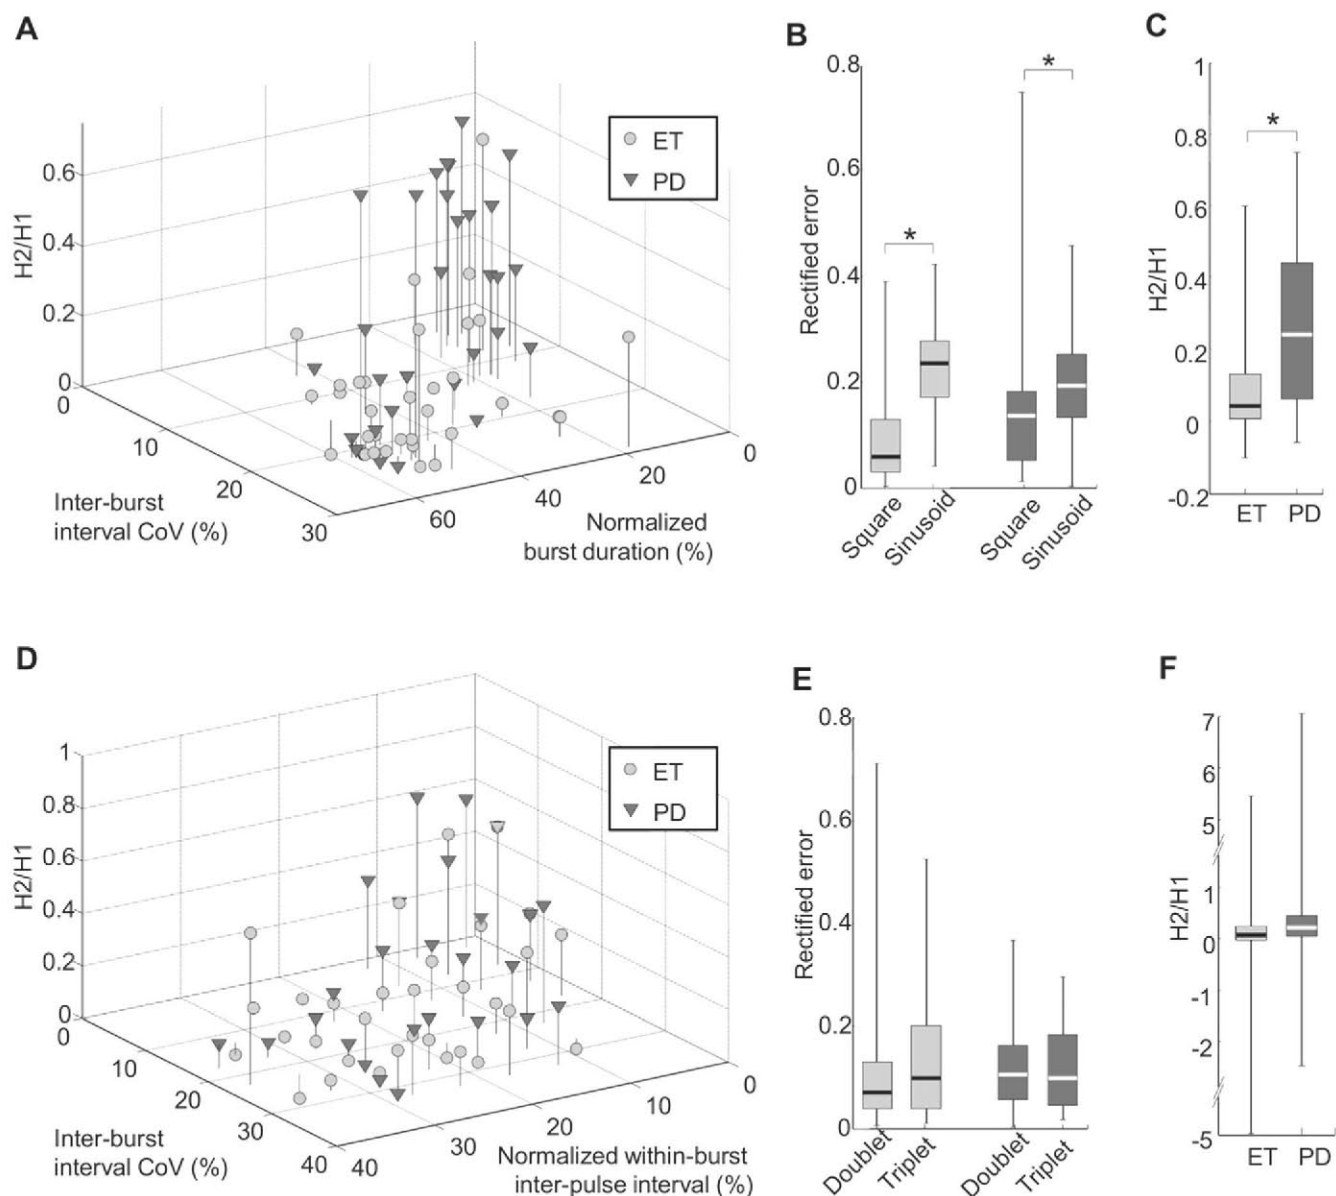 A
ET
PD
0.6
0.4
0.2
0
H2/H1
0
10
20
30
Inter-burst
interval CoV (%)
60
40
20
0
Normalized
burst duration (%)
B
0.8
0.6
0.4
0.2
0
Rectified error
*
*
Square
Sinusoid
Square
Sinusoid
C
1
0.8
0.6
0.4
0.2
0
-0.2
H2/H1
*
ET
PD
D
ET
PD
1
0.8
0.6
0.4
0.2
0
H2/H1
0
10
20
30
40
Inter-burst
interval CoV (%)
40
30
20
10
0
Normalized within-burst
inter-pulse interval (%)
E
0.8
0.6
0.4
0.2
0
Rectified error
Doublet
Triplet
Doublet
Triplet
F
7
6
5
1
0
-1
-2
-5
H2/H1
ET
PD